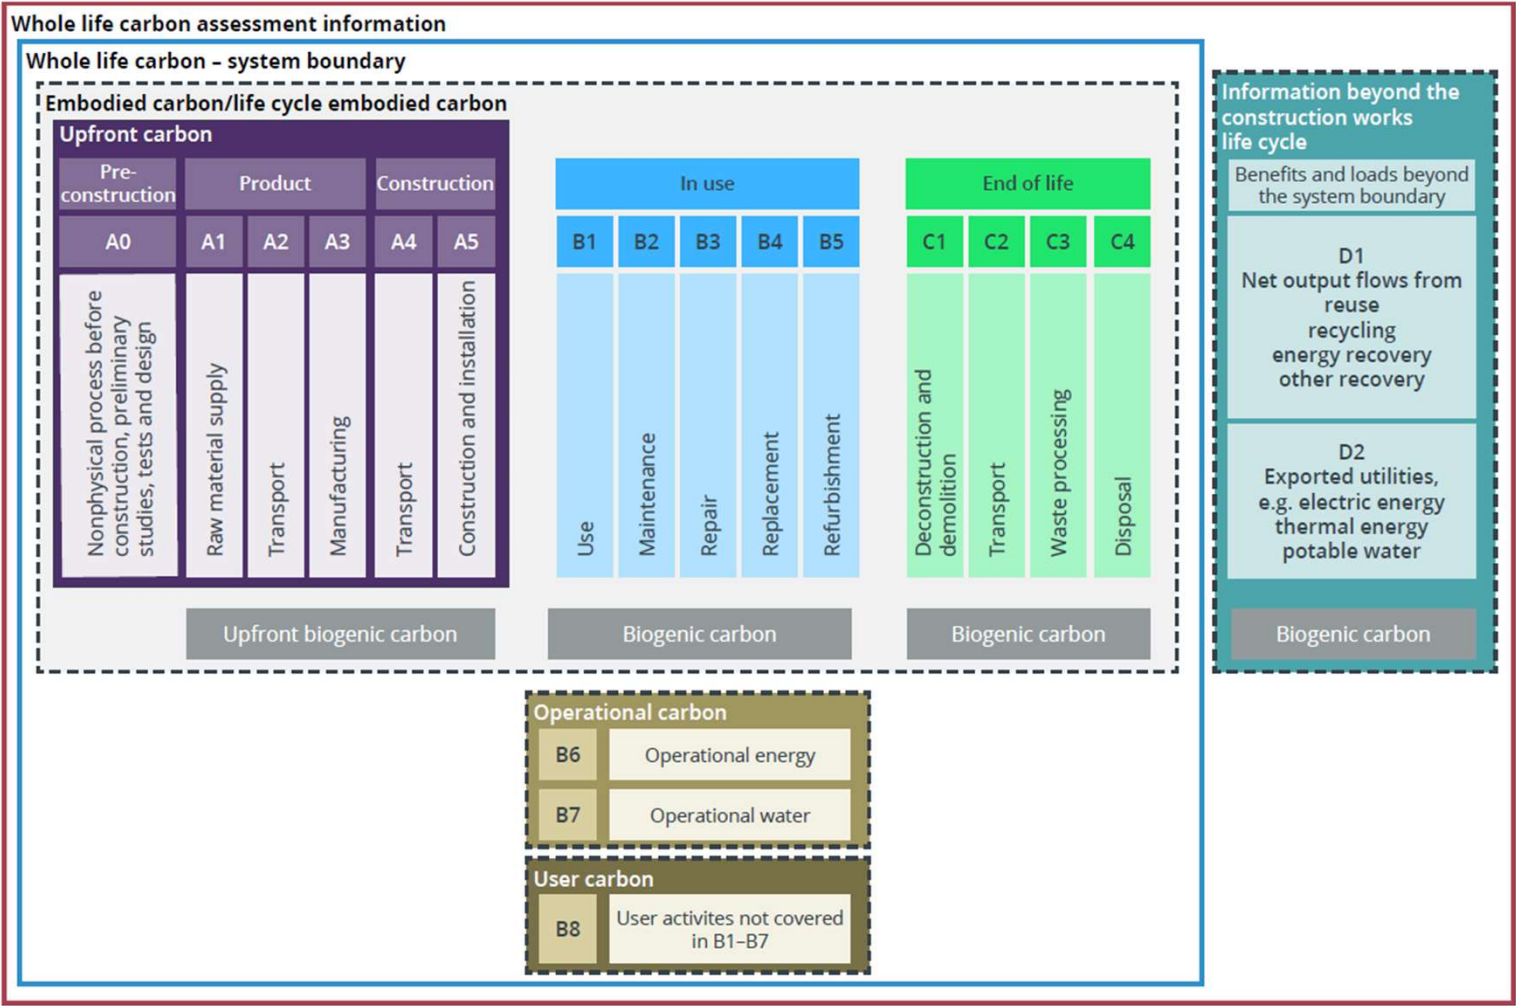 Whole life carbon assessment information
Whole life carbon – system boundary
Embodied carbon/life cycle embodied carbon
Upfront carbon
Pre-
construction
Product
Construction
A0
A1
A2
A3
A4
A5
Nonphysical process before
construction, preliminary
studies, tests and design
Raw material supply
Transport
Manufacturing
Transport
Construction and installation
Upfront biogenic carbon
In use
B1
B2
B3
B4
B5
Use
Maintenance
Repair
Replacement
Refurbishment
Biogenic carbon
End of life
C1
C2
C3
C4
Deconstruction and
demolition
Transport
Waste processing
Disposal
Biogenic carbon
Operational carbon
B6
Operational energy
B7
Operational water
User carbon
B8
User activites not covered
in B1–B7
Information beyond the
construction works
life cycle
Benefits and loads beyond
the system boundary
D1
Net output flows from
reuse
recycling
energy recovery
other recovery
D2
Exported utilities,
e.g. electric energy
thermal energy
potable water
Biogenic carbon